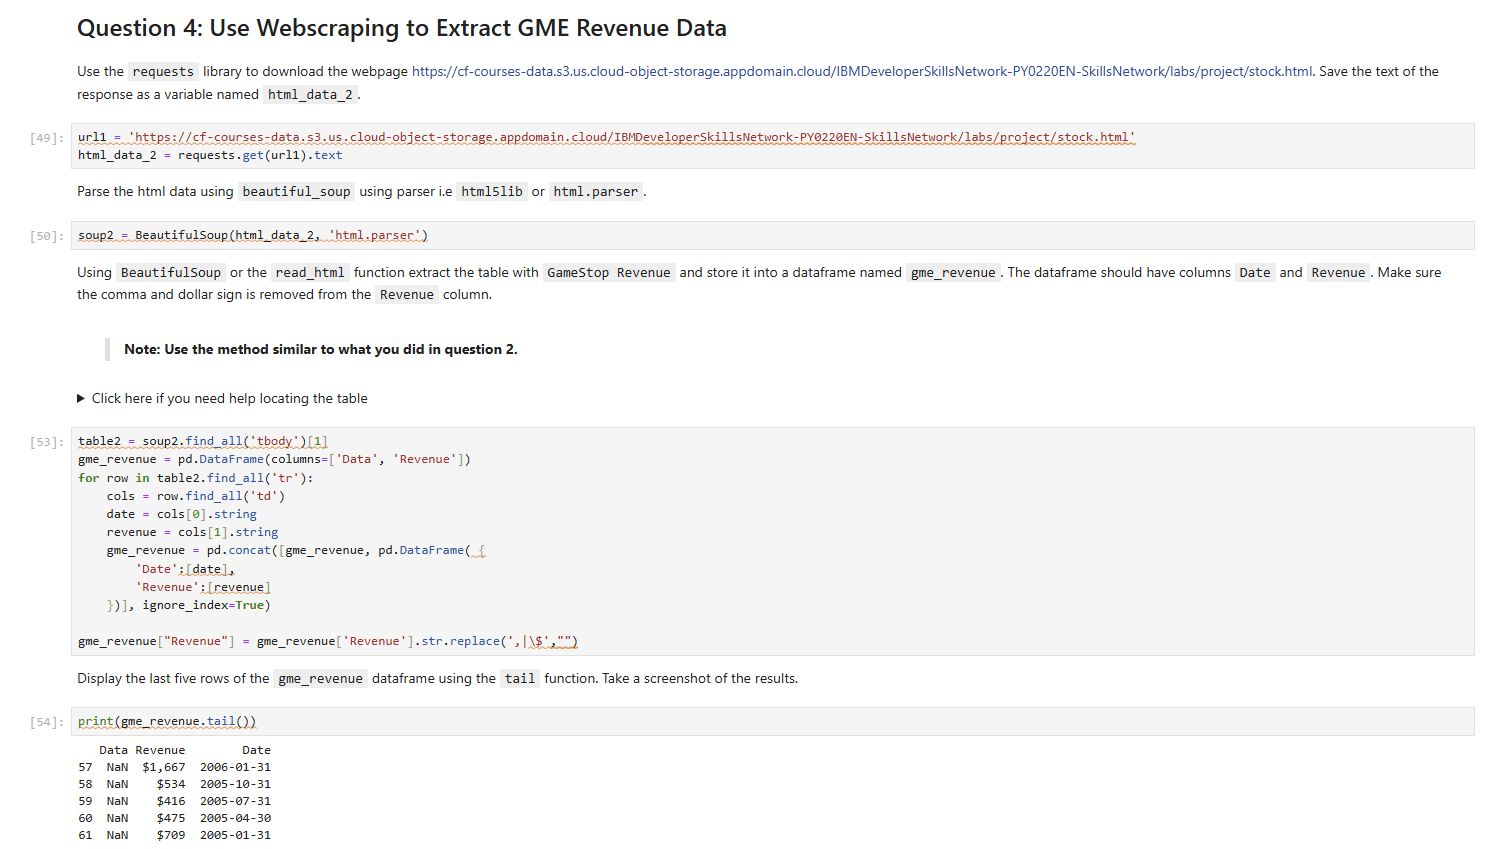 Question 4: Use Webscraping to Extract GME Revenue Data
Use the requests library to download the webpage https://cf-courses-data.s3.us.cloud-object-storage.appdomain.cloud/IBMDeveloperSkillsNetwork-PY0220EN-SkillsNetwork/labs/project/stock.html. Save the text of the
response as a variable named html_data_2.
[49]: url1 = 'https://cf-courses-data.s3.us.cloud-object-storage.appdomain.cloud/IBMDeveloperSkillsNetwork-PY0220EN-SkillsNetwork/labs/project/stock.html'
html_data_2 = requests.get(url1).text
Parse the html data using beautiful_soup using parser i.e html5lib or html.parser.
[50]: soup2 = BeautifulSoup(html_data_2, 'html.parser')
Using BeautifulSoup or the read_html function extract the table with GameStop Revenue and store it into a dataframe named gme_revenue. The dataframe should have columns Date and Revenue. Make sure
the comma and dollar sign is removed from the Revenue column.
Note: Use the method similar to what you did in question 2.
▶ Click here if you need help locating the table
[53]: table2 = soup2.find_all('tbody')[1]
gme_revenue = pd.DataFrame(columns=['Data', 'Revenue'])
for row in table2.find_all('tr'):
    cols = row.find_all('td')
    date = cols[0].string
    revenue = cols[1].string
    gme_revenue = pd.concat([gme_revenue, pd.DataFrame( {
        'Date':[date],
        'Revenue':[revenue]
    })], ignore_index=True)
gme_revenue["Revenue"] = gme_revenue['Revenue'].str.replace(',|\$',"")
Display the last five rows of the gme_revenue dataframe using the tail function. Take a screenshot of the results.
[54]: print(gme_revenue.tail())
   Data Revenue        Date
57  NaN  $1,667  2006-01-31
58  NaN    $534  2005-10-31
59  NaN    $416  2005-07-31
60  NaN    $475  2005-04-30
61  NaN    $709  2005-01-31